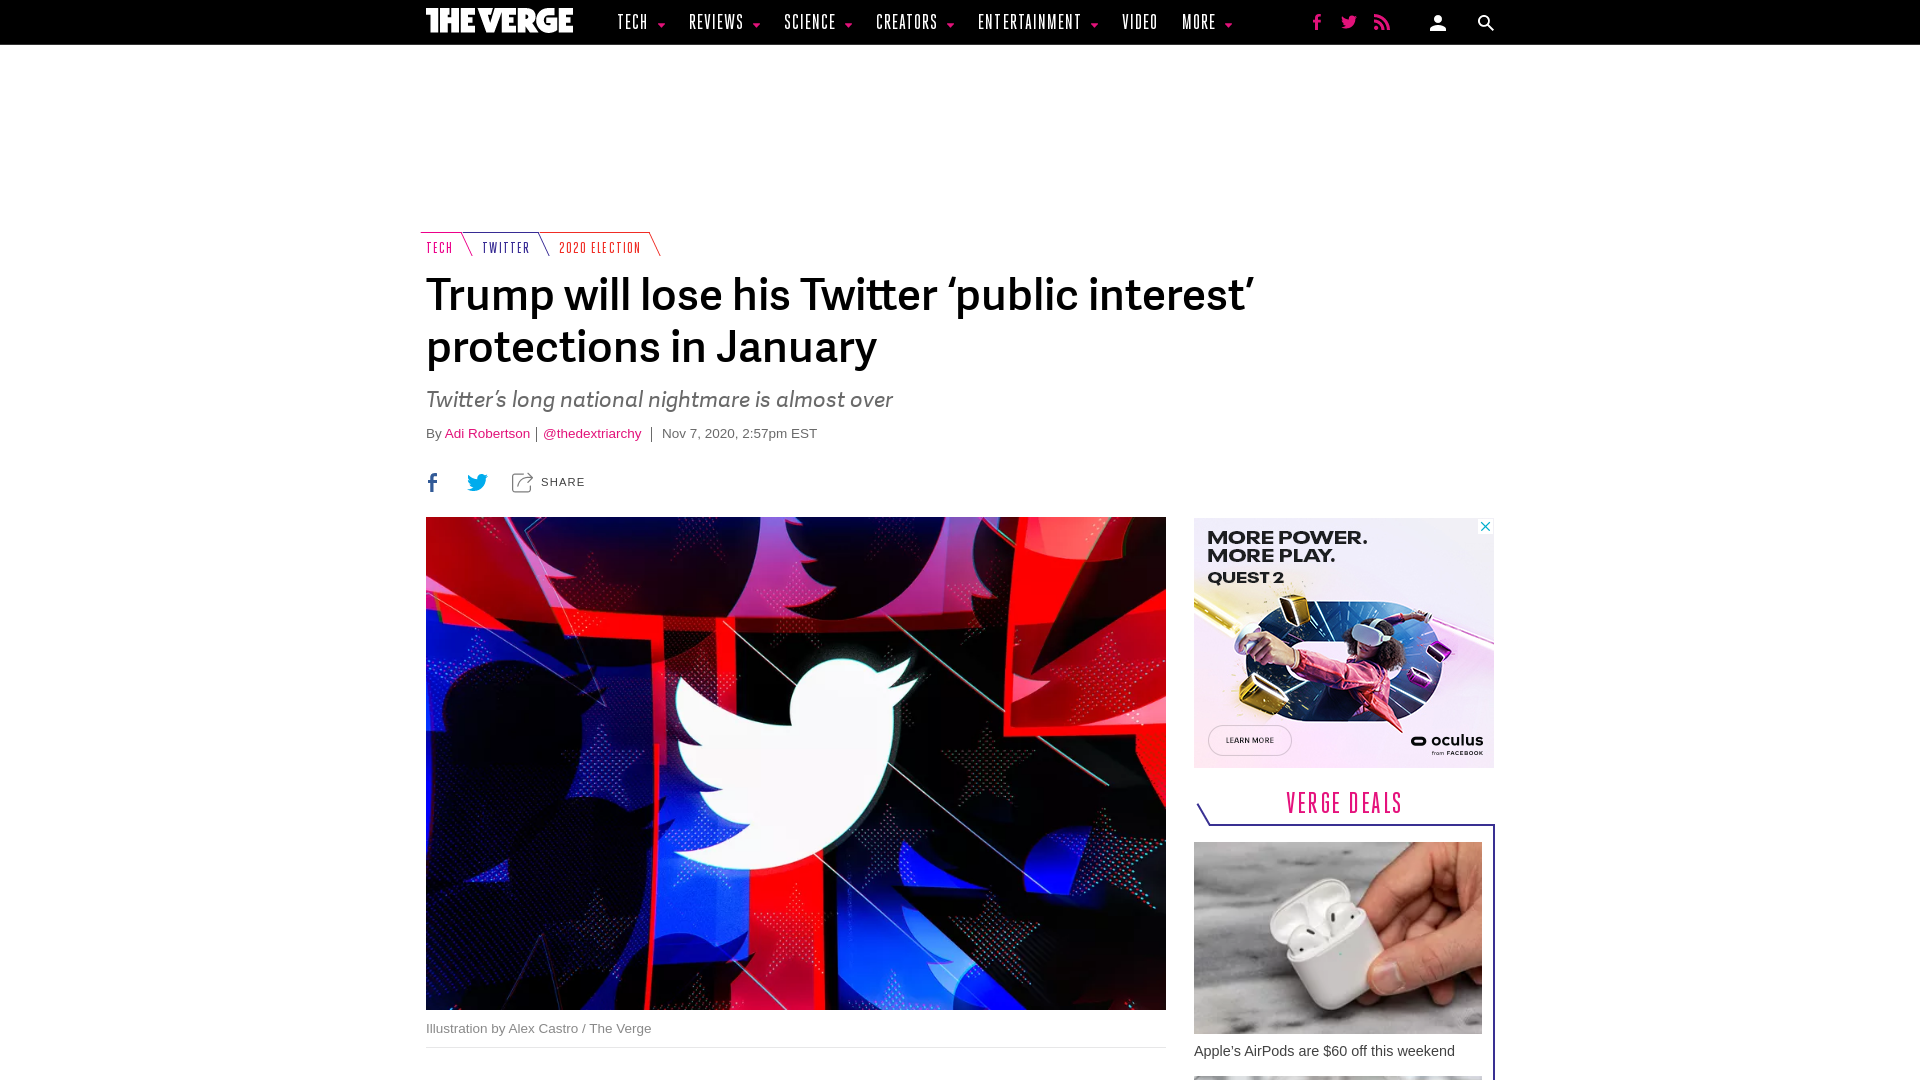 THE VERGE
TECH REVIEWS SCIENCE CREATORS ENTERTAINMENT VIDEO MORE
TECH TWITTER 2020 ELECTION
Trump will lose his Twitter ‘public interest’
protections in January
Twitter’s long national nightmare is almost over
By Adi Robertson @thedextriarchy Nov 7, 2020, 2:57pm EST
SHARE
Illustration by Alex Castro / The Verge
MORE POWER.
MORE PLAY.
QUEST 2
LEARN MORE
oculus
from FACEBOOK
VERGE DEALS
Apple’s AirPods are $60 off this weekend